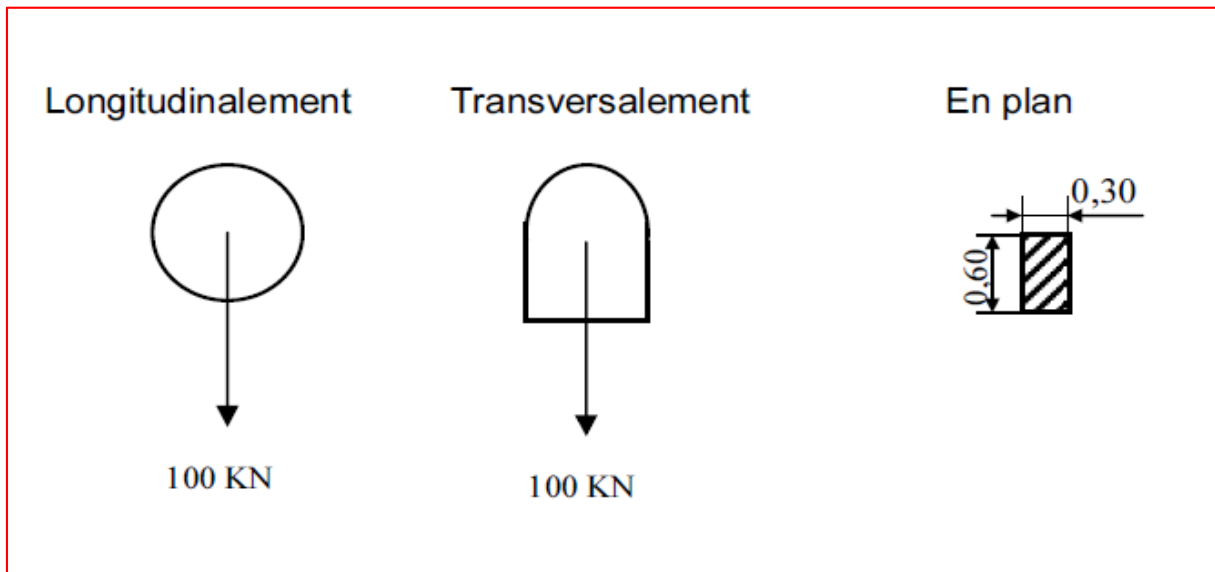 Longitudinalement
Transversalement
En plan
0,30
0,60
100 KN
100 KN